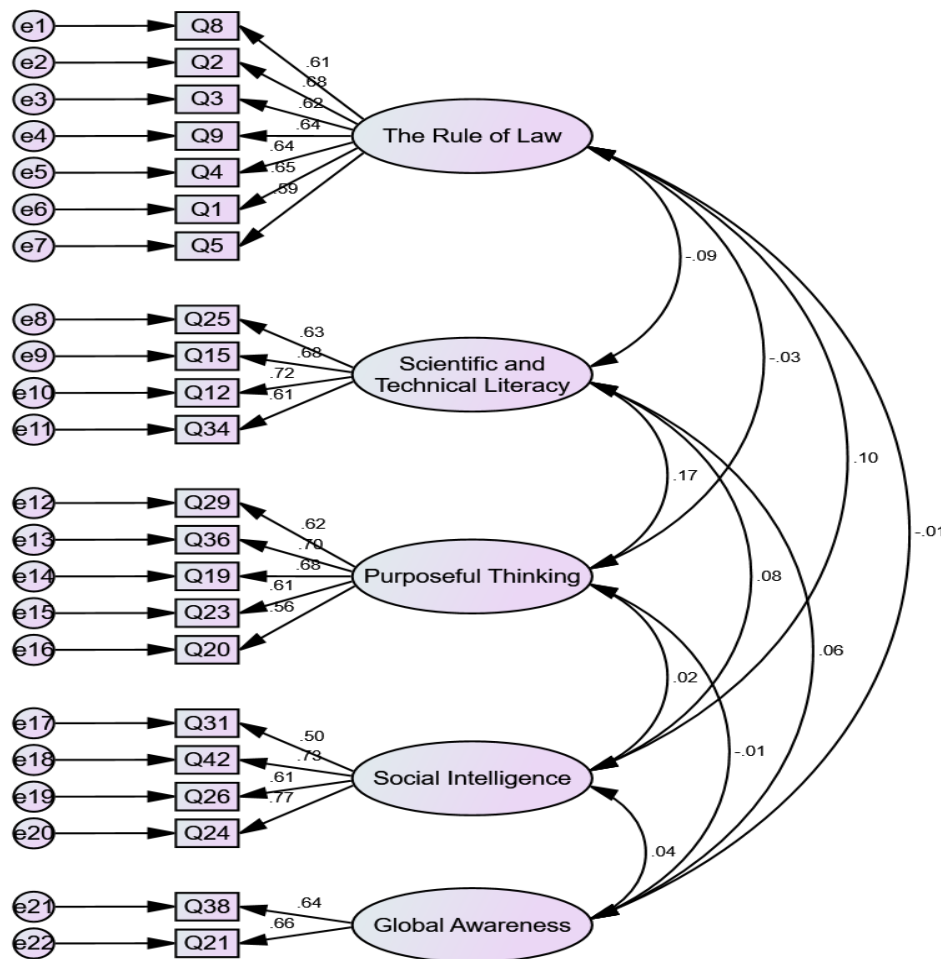 e1 Q8
.61
e2 Q2
.68
e3 Q3
.62
e4 Q9
.64
The Rule of Law
e5 Q4
.64
e6 Q1
.65
e7 Q5
.59
-.09
e8 Q25
.63
e9 Q15
.68
e10 Q12
.72
e11 Q34
.61
Scientific and
Technical Literacy
-.03
.10
.17
-.01
e12 Q29
.62
e13 Q36
.70
e14 Q19
.68
Purposeful Thinking
e15 Q23
.61
e16 Q20
.56
.08
.06
.02
-.01
e17 Q31
.50
e18 Q42
.73
e19 Q26
.61
Social Intelligence
e20 Q24
.77
.04
e21 Q38
.64
Global Awareness
e22 Q21
.66